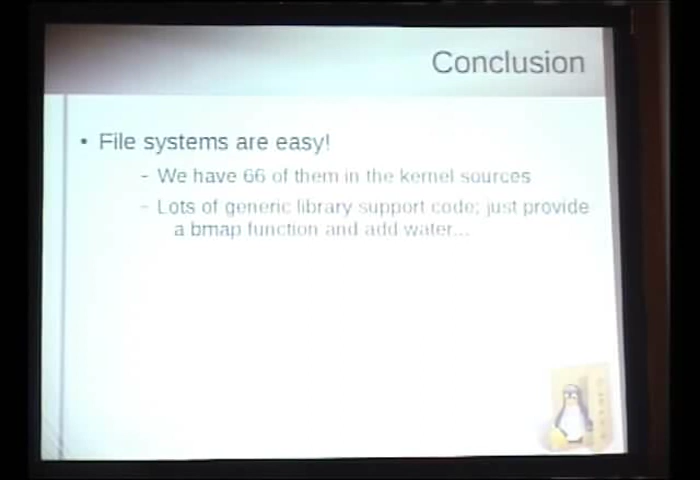 Conclusion
• File systems are easy!
- We have 66 of them in the kernel sources
- Lots of generic library support code; just provide
a bmap function and add water...